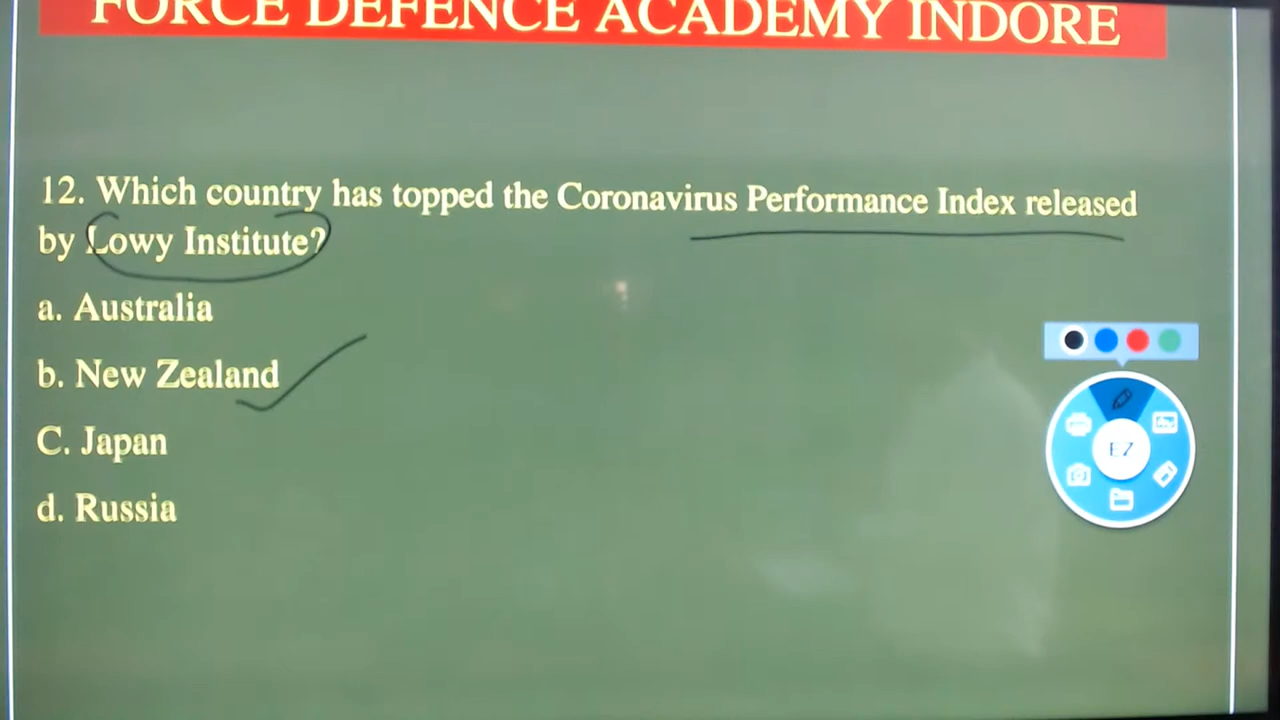 FORCE DEFENCE ACADEMY INDORE
12. Which country has topped the Coronavirus Performance Index released
by Lowy Institute?
a. Australia
b. New Zealand
C. Japan
d. Russia
EZ